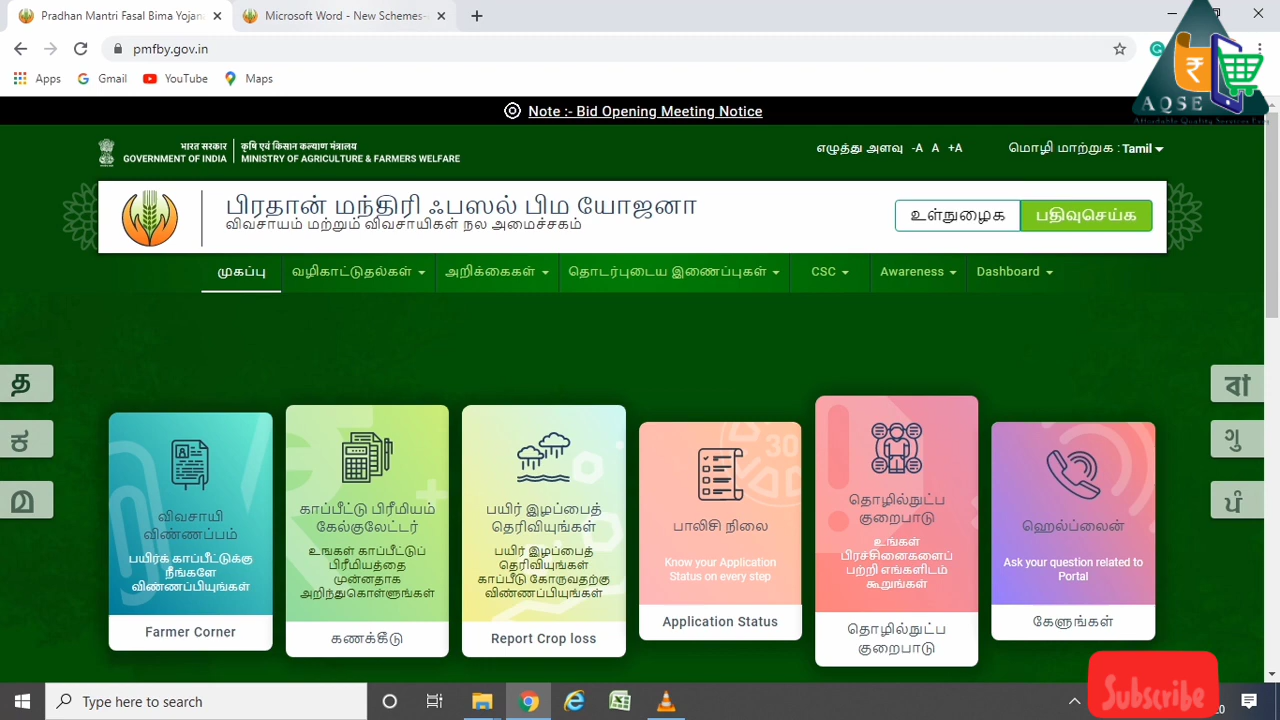 Pradhan Mantri Fasal Bima Yojan
Microsoft Word - New Schemes-
pmfby.gov.in
Apps Gmail YouTube Maps
AQSE
Note :- Bid Opening Meeting Notice
भारत सरकार
GOVERNMENT OF INDIA
कृषि एवं किसान कल्याण मंत्रालय
MINISTRY OF AGRICULTURE & FARMERS WELFARE
எழுத்து அளவு -A A +A
மொழி மாற்றுக : Tamil
பிரதான் மந்திரி ஃபஸல் பிம யோஜனா
விவசாயம் மற்றும் விவசாயிகள் நல அமைச்சகம்
உள்நுழைக
பதிவுசெய்க
முகப்பு வழிகாட்டுதல்கள் அறிக்கைகள் தொடர்புடைய இணைப்புகள் CSC Awareness Dashboard
த
ಕ
മ
বা
ગુ
ਪੰ
விவசாயி
விண்ணப்பம்
பயிர்க் காப்பீட்டுக்கு
நீங்களே
விண்ணப்பியுங்கள்
Farmer Corner
காப்பீட்டு பிரீமியம்
கேல்குலேட்டர்
உங்கள் காப்பீட்டுப்
பிரீமியத்தை
முன்னதாக
அறிந்துகொள்ளுங்கள்
கணக்கீடு
பயிர் இழப்பைத்
தெரிவியுங்கள்
பயிர் இழப்பைத்
தெரிவியுங்கள்
காப்பீடு கோருவதற்கு
விண்ணப்பியுங்கள்
Report Crop loss
30
பாலிசி நிலை
Know your Application
Status on every step
Application Status
தொழில்நுட்ப
குறைபாடு
உங்கள்
பிரச்சினைகளைப்
பற்றி எங்களிடம்
கூறுங்கள்
தொழில்நுட்ப
குறைபாடு
ஹெல்ப்லைன்
Ask your question related to
Portal
கேளுங்கள்
Subscribe
Type here to search